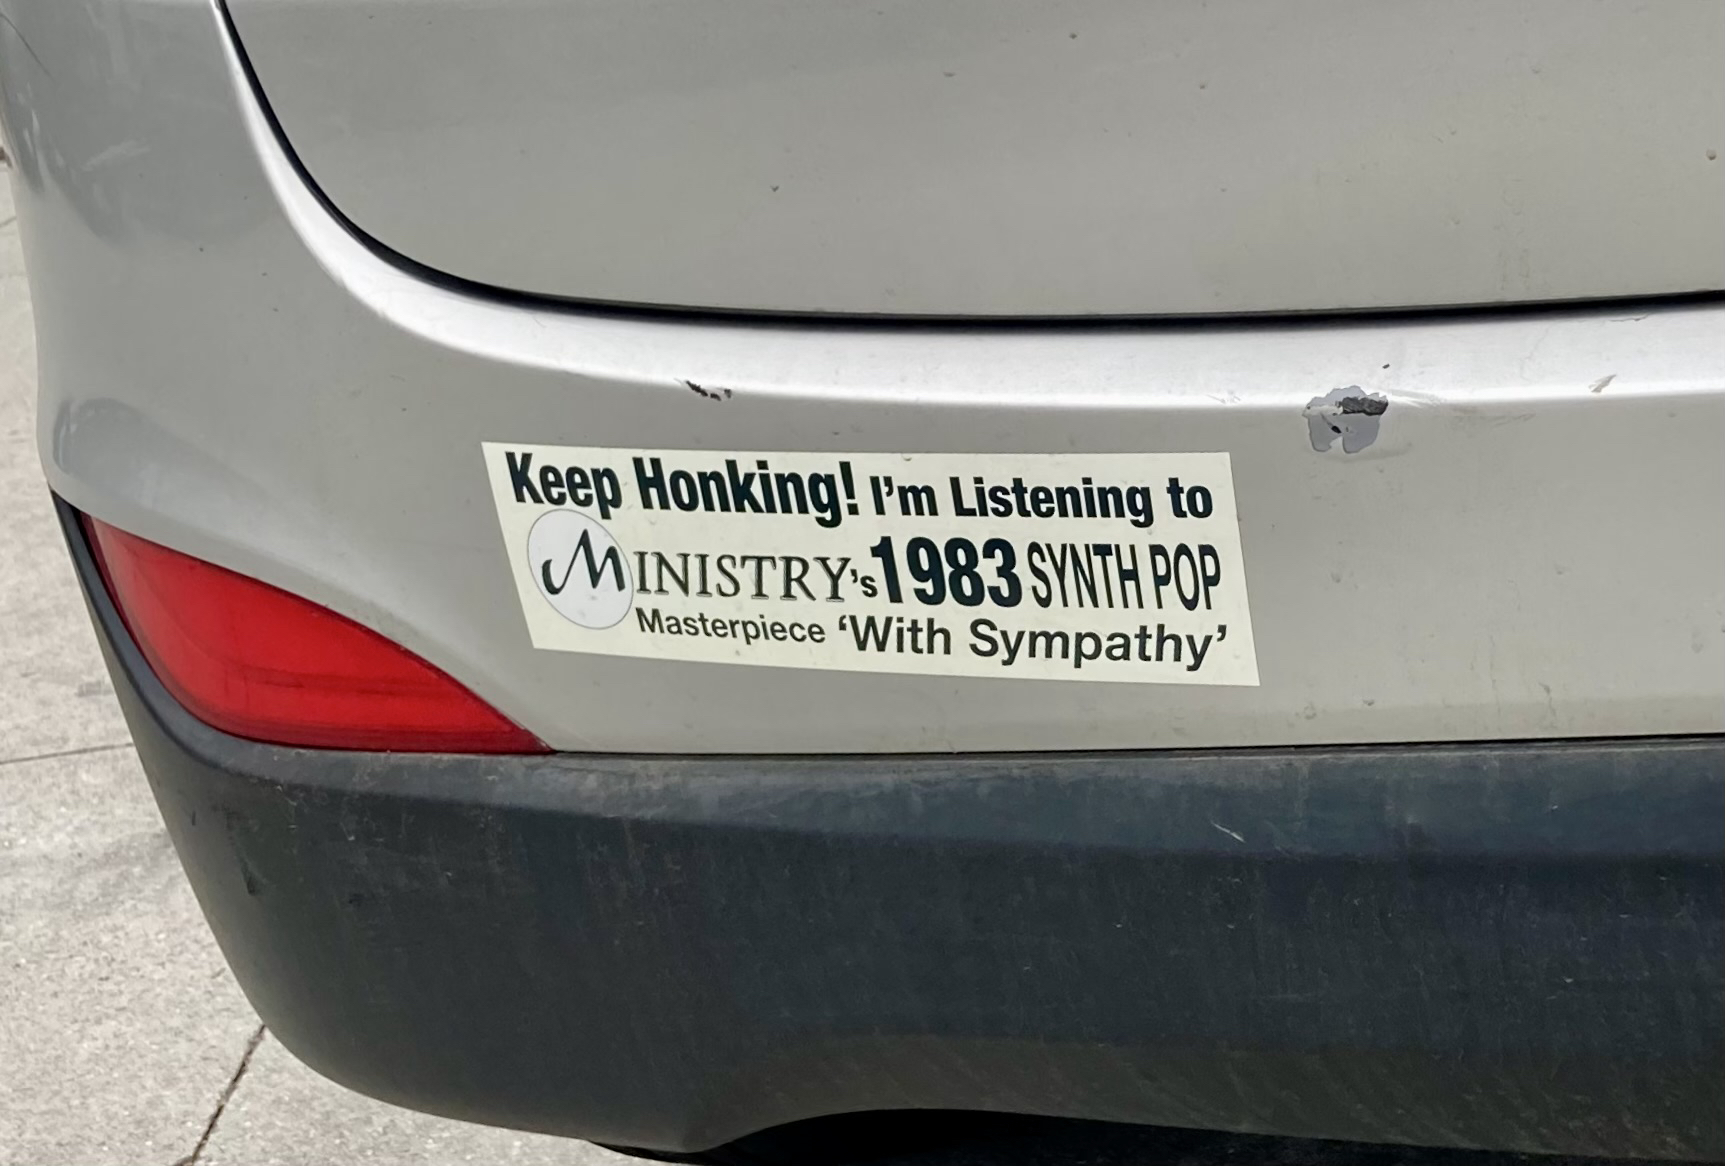 Keep Honking! I'm Listening to
MINISTRY's 1983 SYNTH POP
Masterpiece 'With Sympathy'